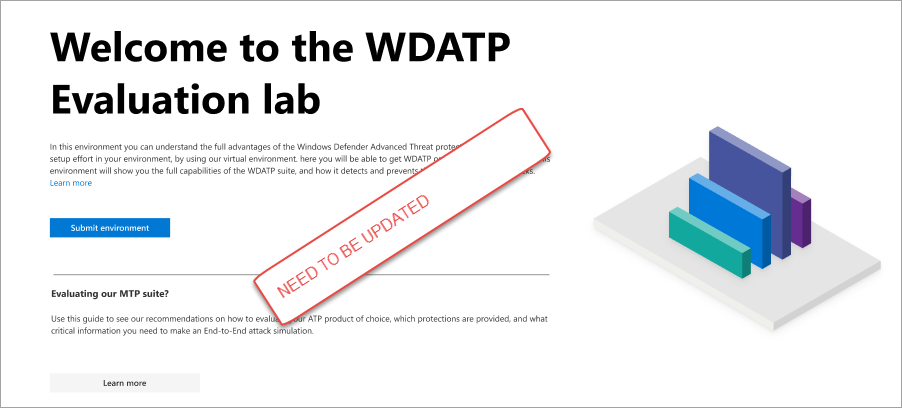 Welcome to the WDATP
Evaluation lab
In this environment you can understand the full advantages of the Windows Defender Advanced Threat
setup effort in your environment, by using our virtual environment. here you will be able to get WDATP
environment will show you the full capabilities of the WDATP suite, and how it detects and prevents
Learn more
Submit environment
NEED TO BE UPDATED
Evaluating our MTP suite?
Use this guide to see our recommendations on how to ATP product of choice, which protections are provided, and what
critical information you need to make an End-to-End attack simulation.
Learn more